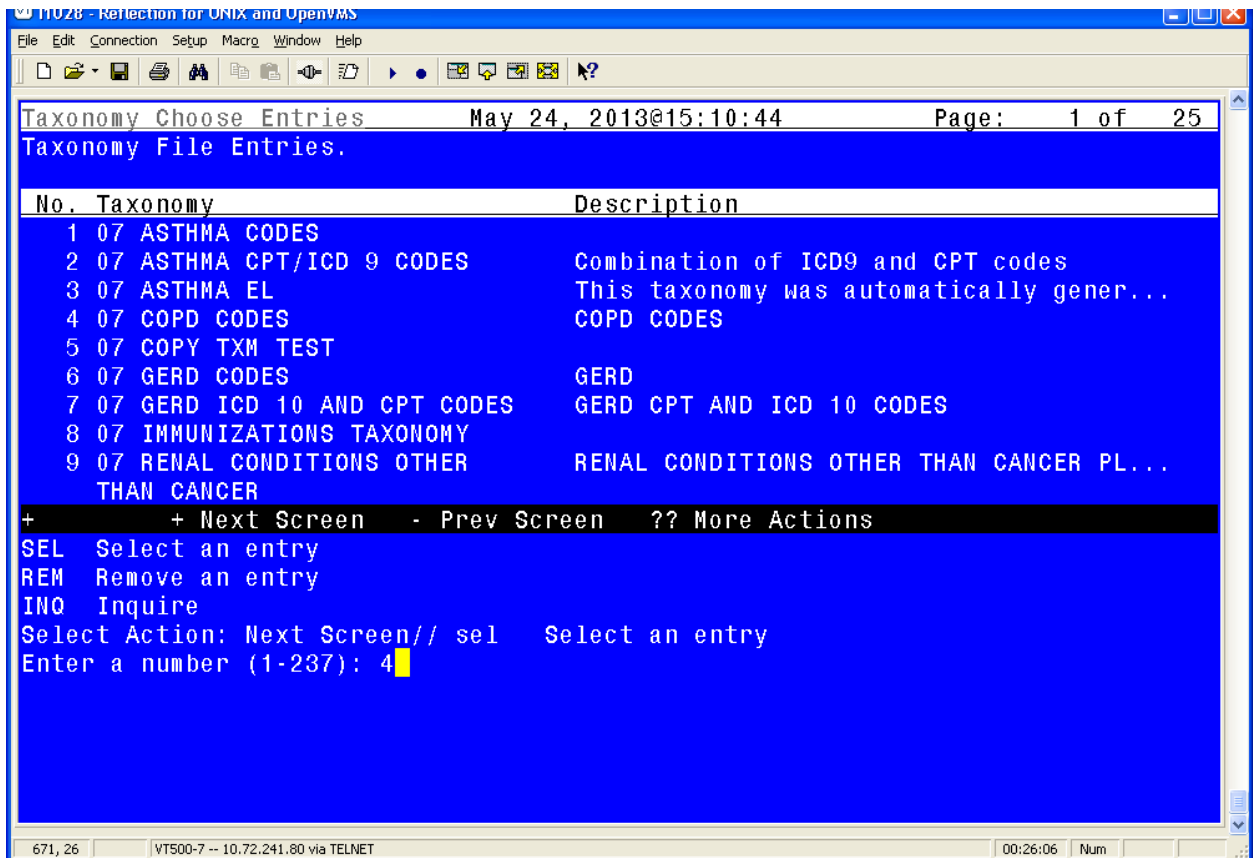 11U28 - Reflection for UNIX and OpenVMS
File Edit Connection Setup Macro Window Help
Taxonomy Choose Entries May 24, 2013@15:10:44 Page: 1 of 25
Taxonomy File Entries.
No. Taxonomy Description
1 07 ASTHMA CODES
2 07 ASTHMA CPT/ICD 9 CODES Combination of ICD9 and CPT codes
3 07 ASTHMA EL This taxonomy was automatically gener...
4 07 COPD CODES COPD CODES
5 07 COPY TXM TEST
6 07 GERD CODES GERD
7 07 GERD ICD 10 AND CPT CODES GERD CPT AND ICD 10 CODES
8 07 IMMUNIZATIONS TAXONOMY
9 07 RENAL CONDITIONS OTHER RENAL CONDITIONS OTHER THAN CANCER PL...
THAN CANCER
+ + Next Screen - Prev Screen ?? More Actions
SEL Select an entry
REM Remove an entry
INQ Inquire
Select Action: Next Screen// sel Select an entry
Enter a number (1-237): 4
671, 26 VT500-7 -- 10.72.241.80 via TELNET 00:26:06 Num